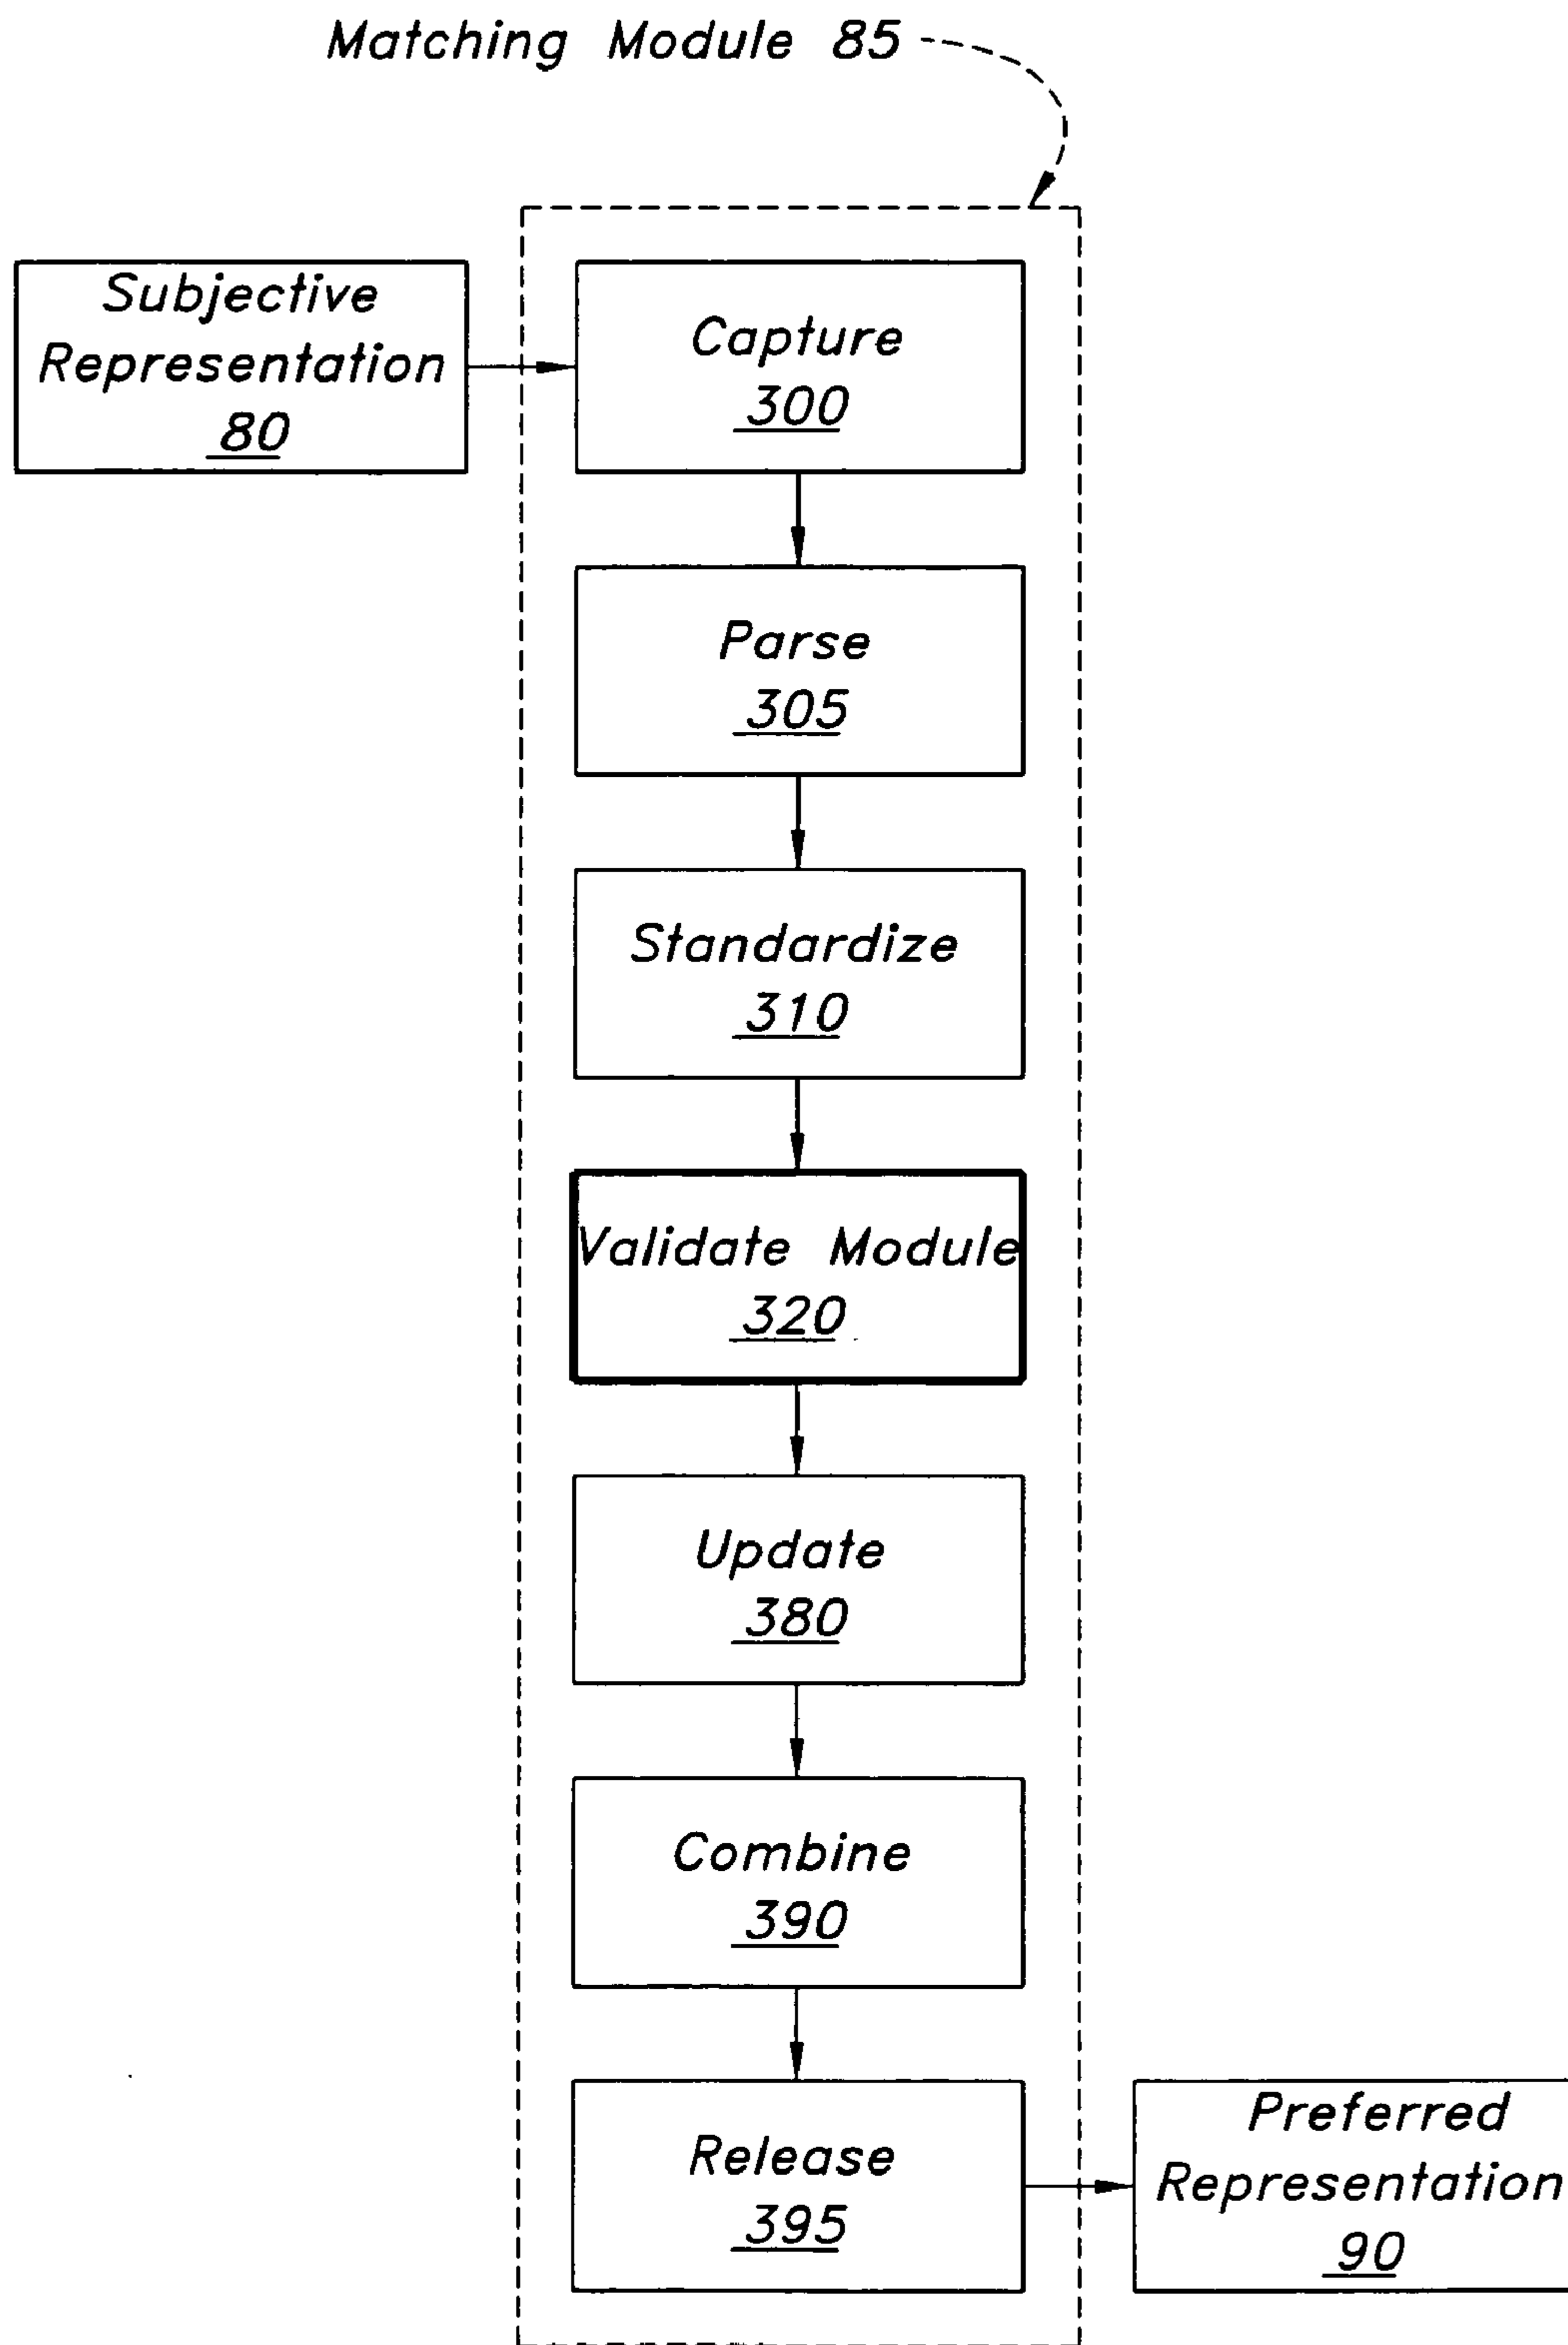 Matching Module 85
Subjective
Representation
80
Capture
300
Parse
305
Standardize
310
Validate Module
320
Update
380
Combine
390
Release
395
Preferred
Representation
90